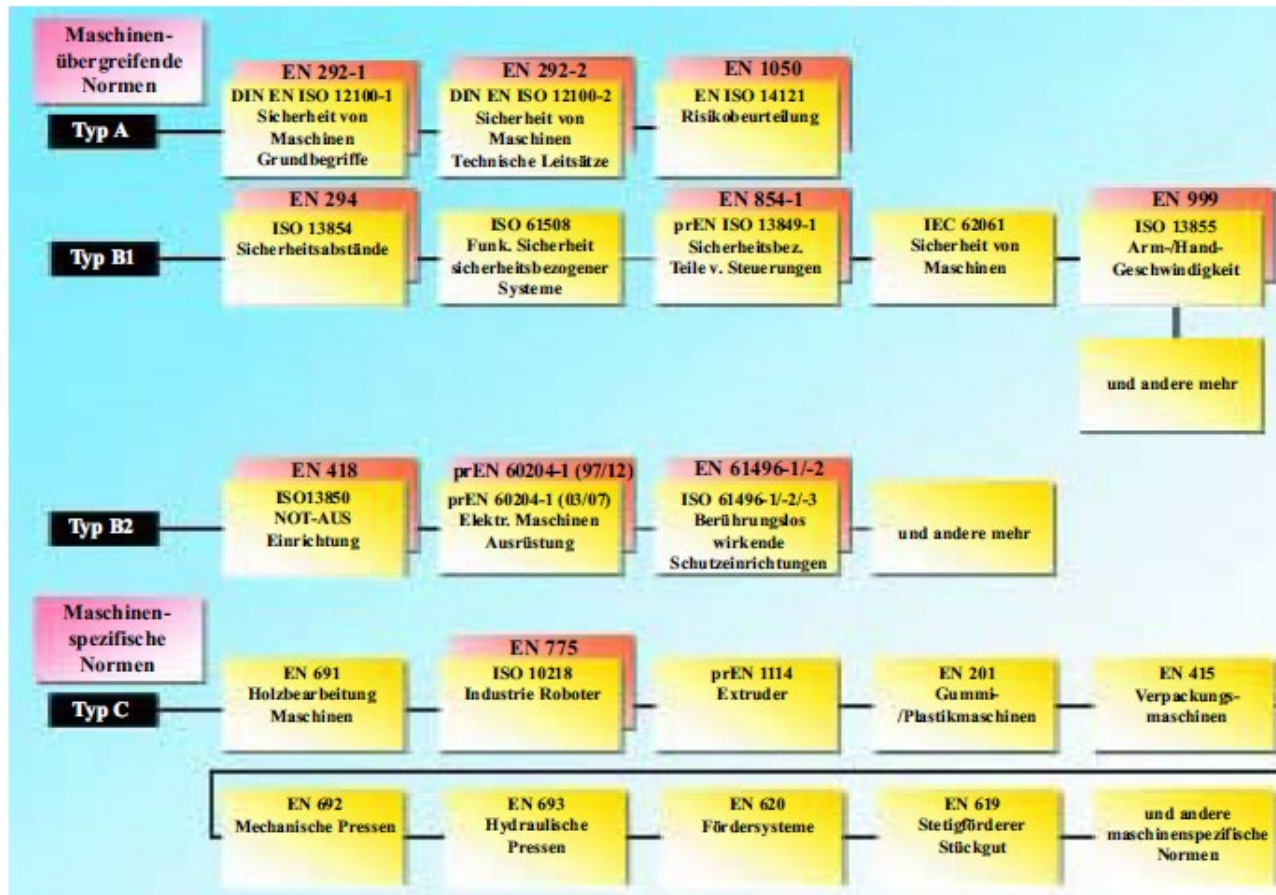 Maschinen-
übergreifende
Normen
Typ A
EN 292-1
DIN EN ISO 12100-1
Sicherheit von
Maschinen
Grundbegriffe
EN 292-2
DIN EN ISO 12100-2
Sicherheit von
Maschinen
Technische Leitsätze
EN 1050
EN ISO 14121
Risikobeurteilung
Typ B1
EN 294
ISO 13854
Sicherheitsabstände
ISO 61508
Funk. Sicherheit
sicherheitsbezogener
Systeme
EN 854-1
prEN ISO 13849-1
Sicherheitsbez.
Teile v. Steuerungen
IEC 62061
Sicherheit von
Maschinen
EN 999
ISO 13855
Arm-/Hand-
Geschwindigkeit
und andere mehr
Typ B2
EN 418
ISO13850
NOT-AUS
Einrichtung
prEN 60204-1 (97/12)
prEN 60204-1 (03/07)
Elektr. Maschinen
Ausrüstung
EN 61496-1/-2
ISO 61496-1/-2/-3
Berührungslos
wirkende
Schutzeinrichtungen
und andere mehr
Maschinen-
spezifische
Normen
Typ C
EN 691
Holzbearbeitung
Maschinen
EN 775
ISO 10218
Industrie Roboter
prEN 1114
Extruder
EN 201
Gummi-
/Plastikmaschinen
EN 415
Verpackungs-
maschinen
EN 692
Mechanische Pressen
EN 693
Hydraulische
Pressen
EN 620
Fördersysteme
EN 619
Stetigförderer
Stückgut
und andere
maschinenspezifische
Normen